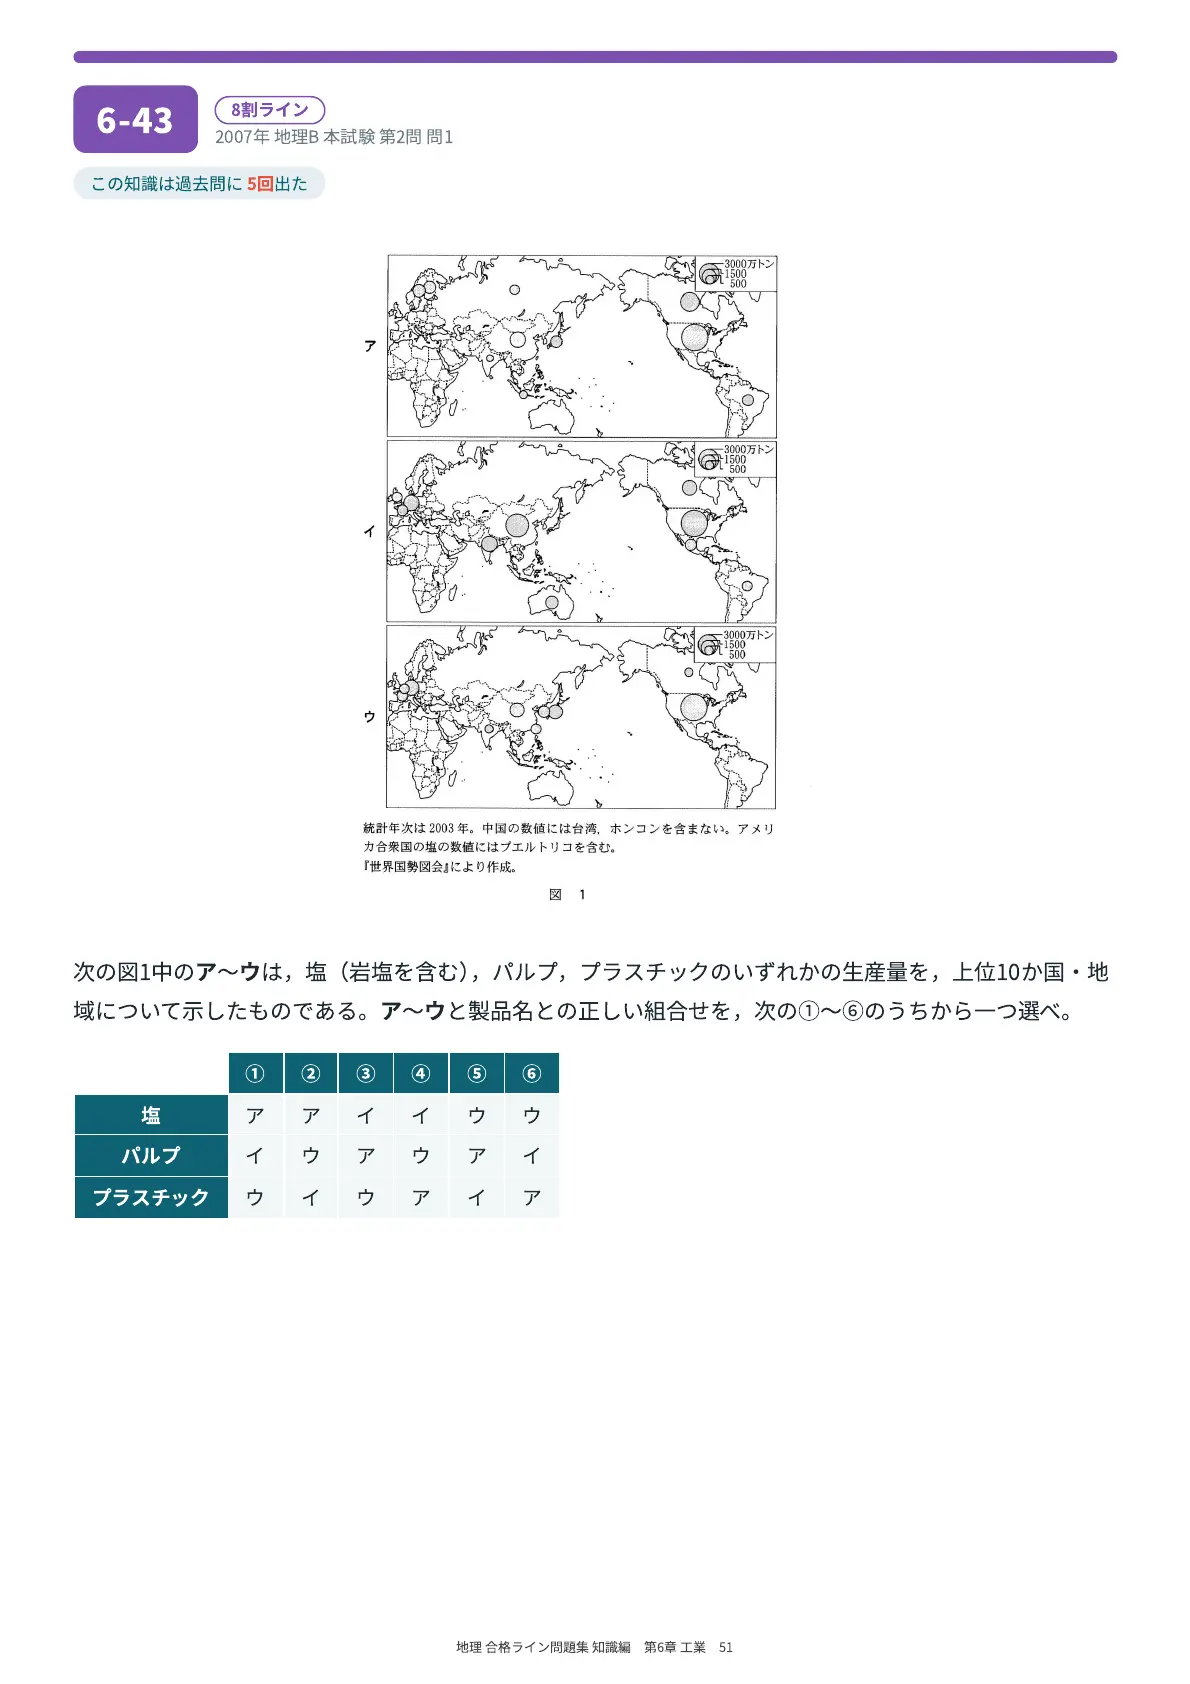 6-43
8割ライン
2007年 地理B 本試験 第2問 問1
この知識は過去問に 5回出た
ア
3000万トン
1500
500
イ
3000万トン
1500
500
ウ
3000万トン
1500
500
統計年次は 2003 年。中国の数値には台湾，ホンコンを含まない。アメリ
カ合衆国の塩の数値にはプエルトリコを含む。
『世界国勢図会』により作成。
図 1
次の図1中のア～ウは，塩（岩塩を含む），パルプ，プラスチックのいずれかの生産量を，上位10か国・地
域について示したものである。ア～ウと製品名との正しい組合せを，次の①～⑥のうちから一つ選べ。
① ② ③ ④ ⑤ ⑥
塩 ア ア イ イ ウ ウ
パルプ イ ウ ア ウ ア イ
プラスチック ウ イ ウ ア イ ア
地理 合格ライン問題集 知識編 第6章 工業 51